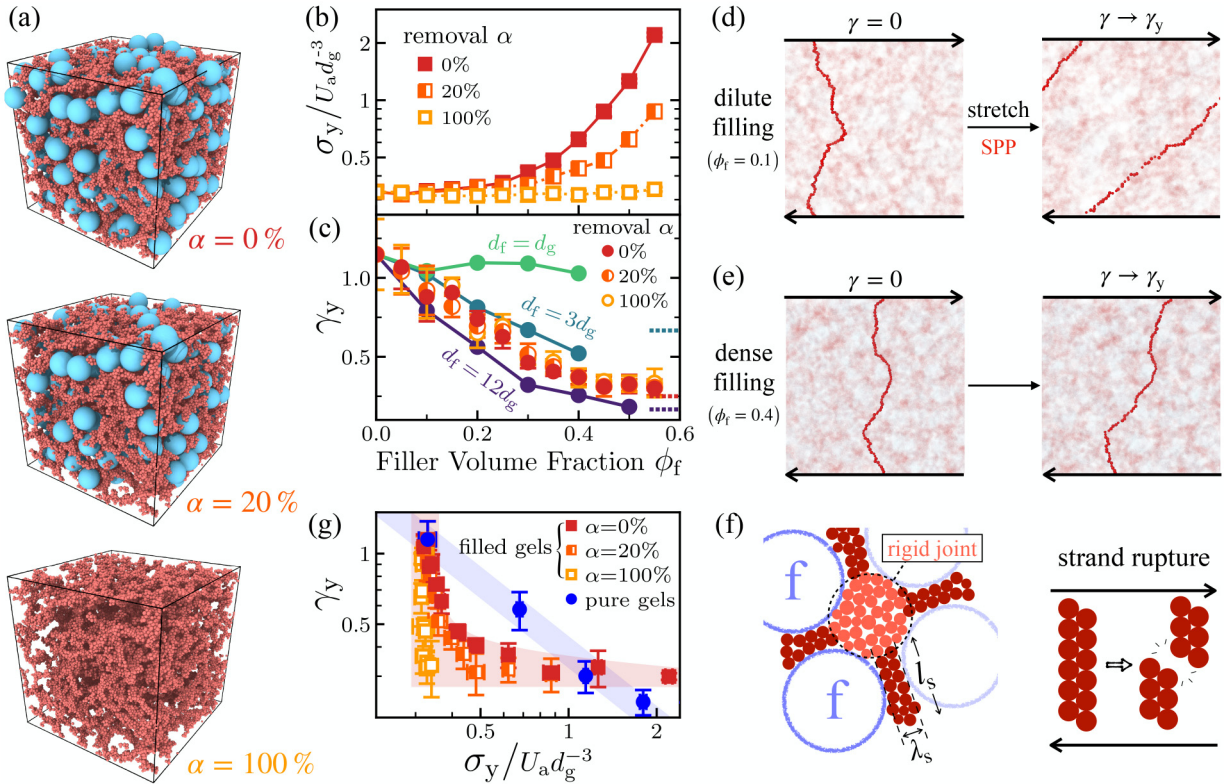 (a)
α = 0 %
α = 20 %
α = 100 %
(b)
removal α
0%
20%
100%
2
1
0.5
σy/Uadg⁻³
(c)
removal α
0%
20%
100%
df = dg
df = 3dg
df = 12dg
1.0
0.5
γy
0.0 0.2 0.4 0.6
Filler Volume Fraction ϕf
(g)
filled gels
α=0%
α=20%
α=100%
pure gels
1
0.5
γy
0.5 1 2
σy/Uadg⁻³
(d)
γ = 0
γ → γy
dilute
filling
(ϕf = 0.1)
stretch
SPP
(e)
γ = 0
γ → γy
dense
filling
(ϕf = 0.4)
(f)
rigid joint
f
f
ls
λs
strand rupture